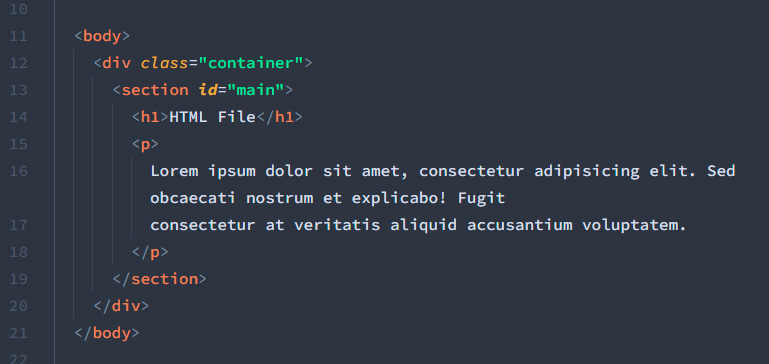 10
11 <body>
12 <div class="container">
13 <section id="main">
14 <h1>HTML File</h1>
15 <p>
16 Lorem ipsum dolor sit amet, consectetur adipisicing elit. Sed
obcaecati nostrum et explicabo! Fugit
17 consectetur at veritatis aliquid accusantium voluptatem.
18 </p>
19 </section>
20 </div>
21 </body>
22